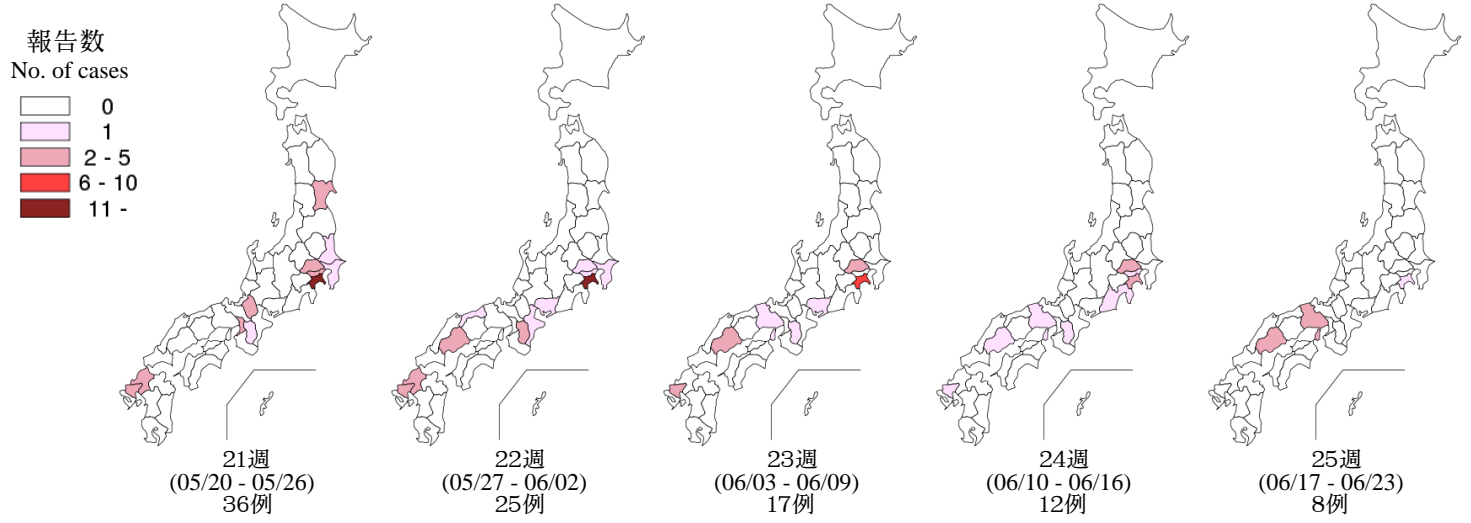 報告数
No. of cases
0
1
2 - 5
6 - 10
11 -
21週
(05/20 - 05/26)
36例
22週
(05/27 - 06/02)
25例
23週
(06/03 - 06/09)
17例
24週
(06/10 - 06/16)
12例
25週
(06/17 - 06/23)
8例